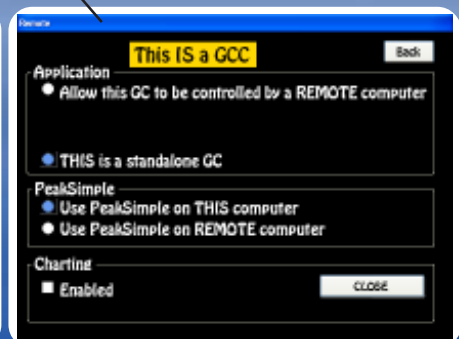 Remote
This IS a GCC
Back
Application
Allow this GC to be controlled by a REMOTE computer
THIS is a standalone GC
PeakSimple
Use PeakSimple on THIS computer
Use PeakSimple on REMOTE computer
Charting
Enabled
CLOSE